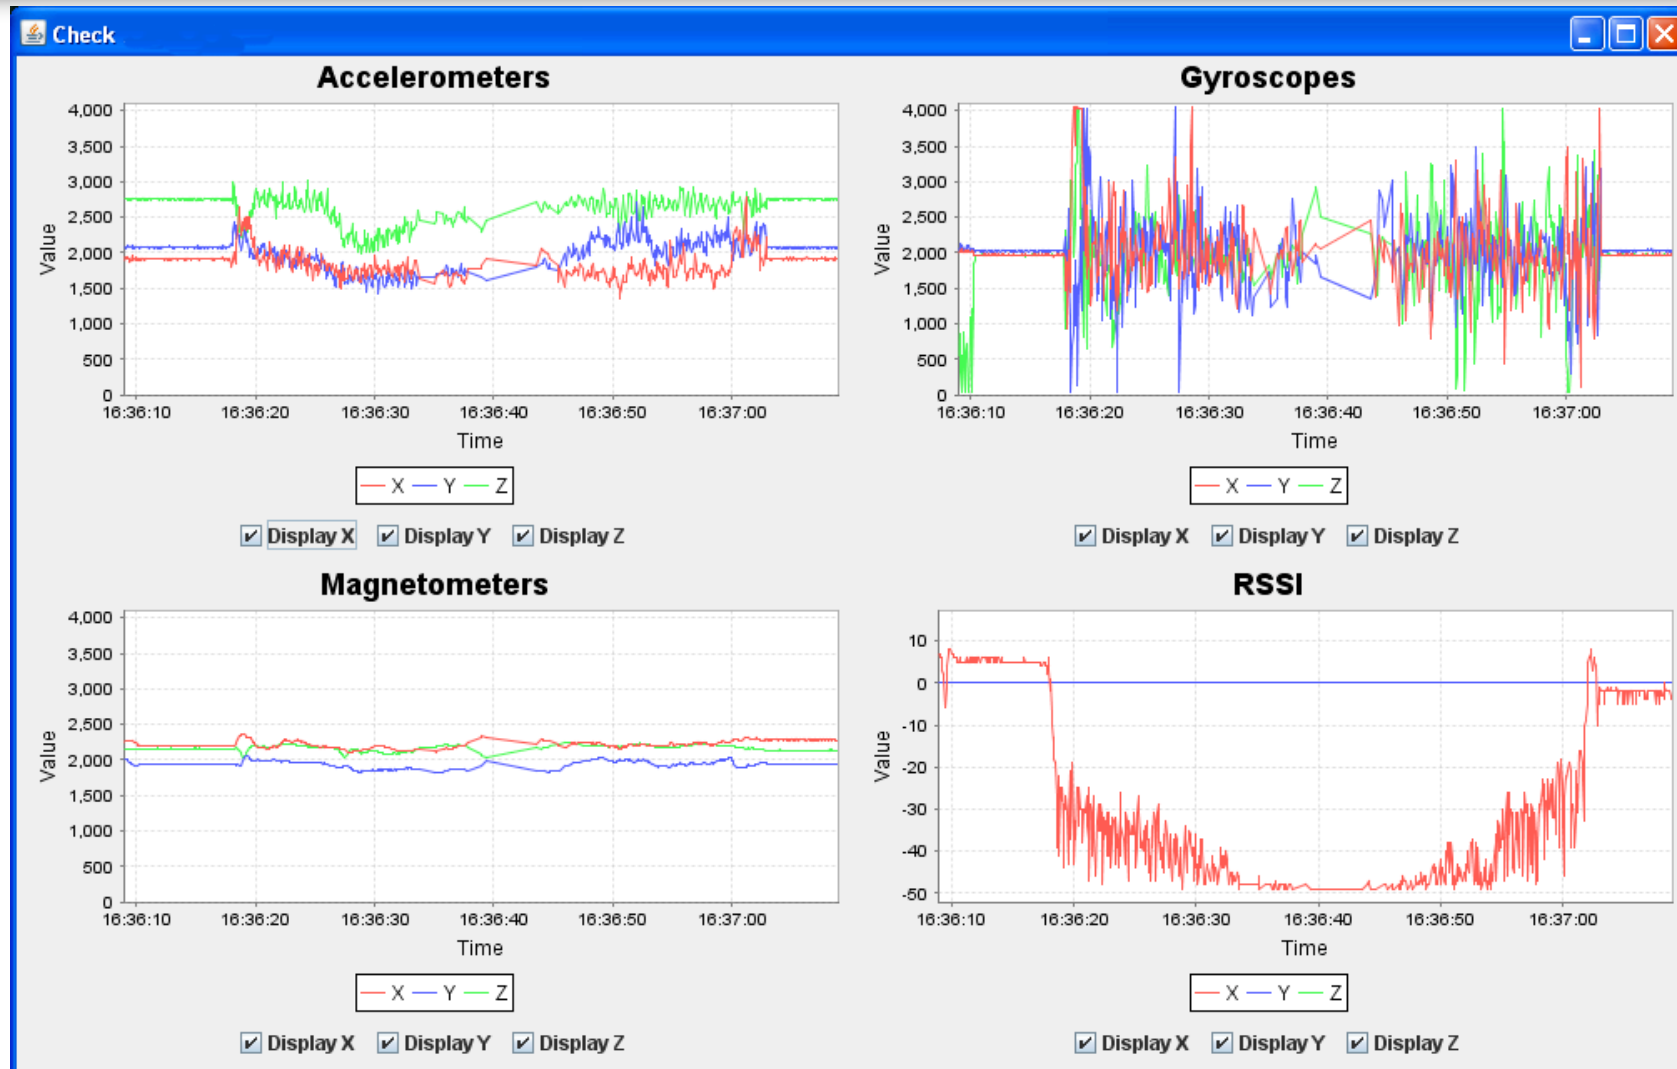 Check
Accelerometers
4,000
3,500
3,000
2,500
2,000
1,500
1,000
500
0
Value
16:36:10 16:36:20 16:36:30 16:36:40 16:36:50 16:37:00
Time
X Y Z
Display X Display Y Display Z
Gyroscopes
4,000
3,500
3,000
2,500
2,000
1,500
1,000
500
0
Value
16:36:10 16:36:20 16:36:30 16:36:40 16:36:50 16:37:00
Time
X Y Z
Display X Display Y Display Z
Magnetometers
4,000
3,500
3,000
2,500
2,000
1,500
1,000
500
0
Value
16:36:10 16:36:20 16:36:30 16:36:40 16:36:50 16:37:00
Time
X Y Z
Display X Display Y Display Z
RSSI
10
0
-10
-20
-30
-40
-50
Value
16:36:10 16:36:20 16:36:30 16:36:40 16:36:50 16:37:00
Time
X Y Z
Display X Display Y Display Z